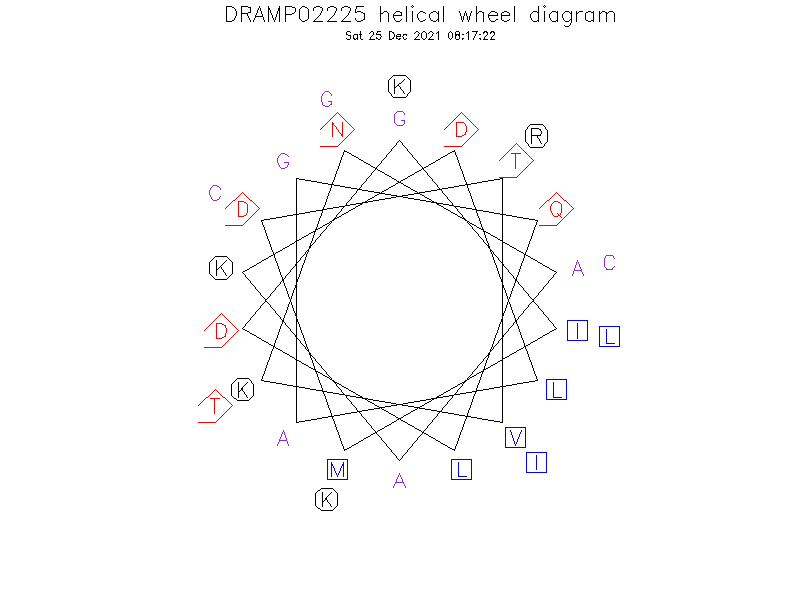 DRAMP02225 helical wheel diagram
Sat 25 Dec 2021 08:17:22
K
G
G
N
D
R
T
G
C
D
Q
K
A
C
D
I
L
K
T
L
A
V
I
M
L
A
K